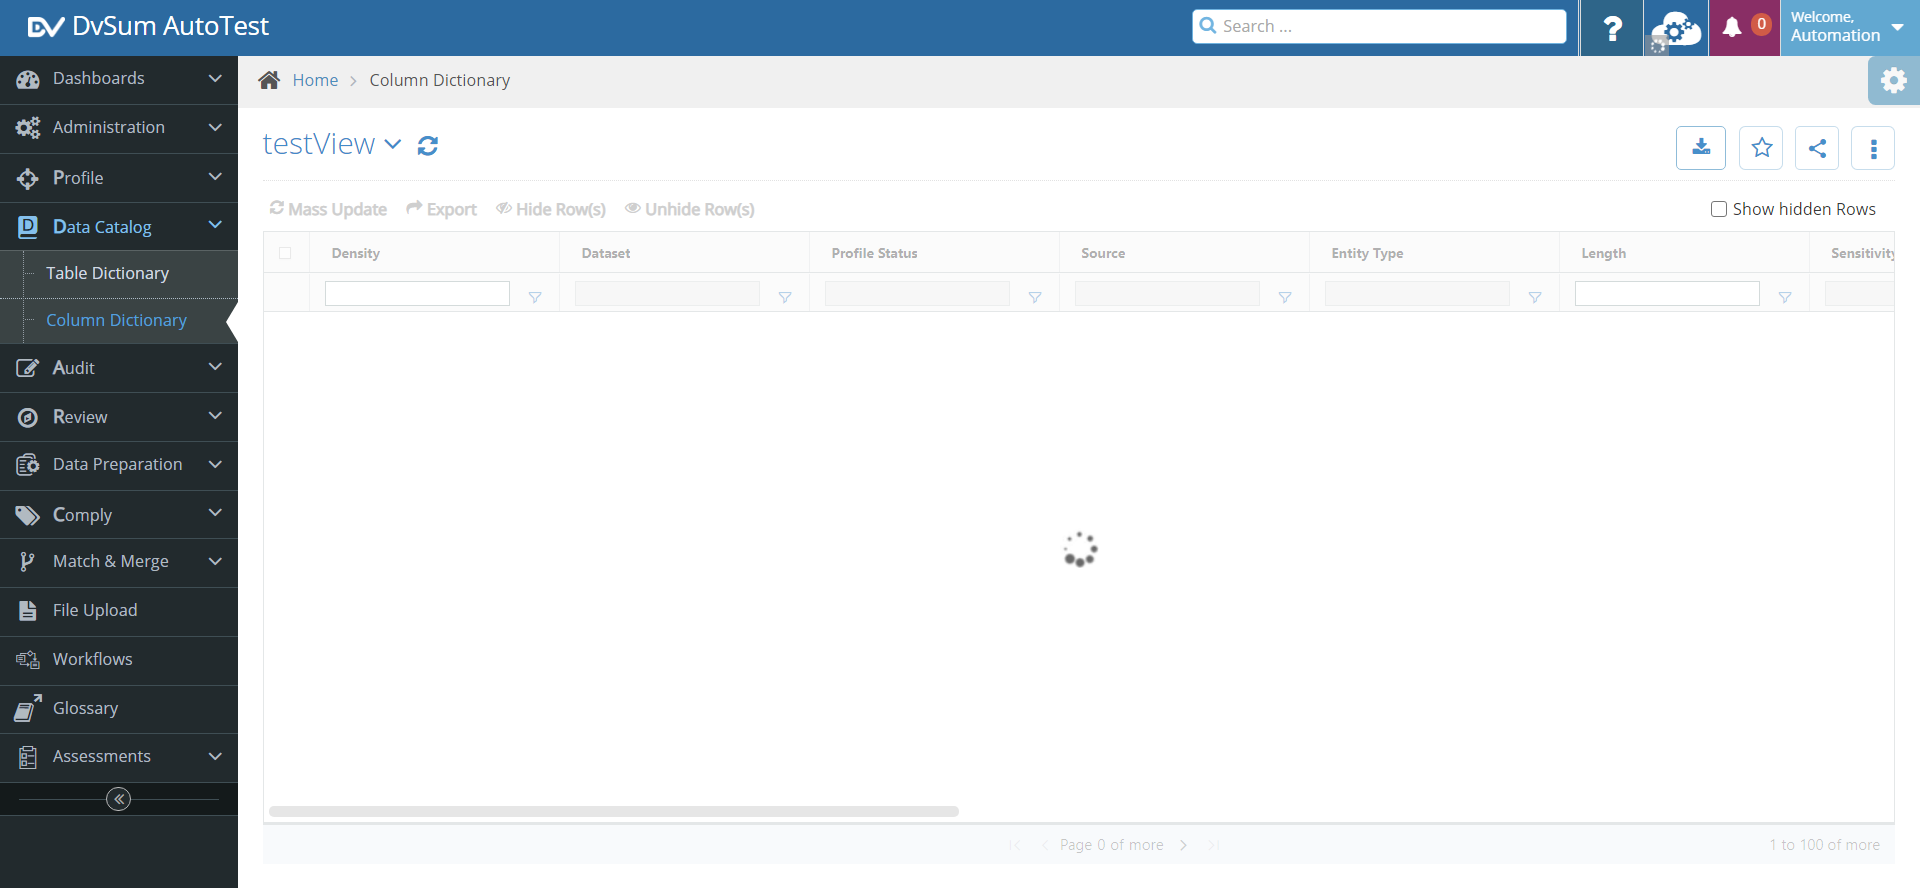 DV DvSum AutoTest
Search ...
?
0
Welcome,
Automation
Dashboards
Administration
Profile
Data Catalog
Table Dictionary
Column Dictionary
Audit
Review
Data Preparation
Comply
Match & Merge
File Upload
Workflows
Glossary
Assessments
Home
Column Dictionary
testView
Mass Update
Export
Hide Row(s)
Unhide Row(s)
Show hidden Rows
Density
Dataset
Profile Status
Source
Entity Type
Length
Sensitivity
Page 0 of more
1 to 100 of more